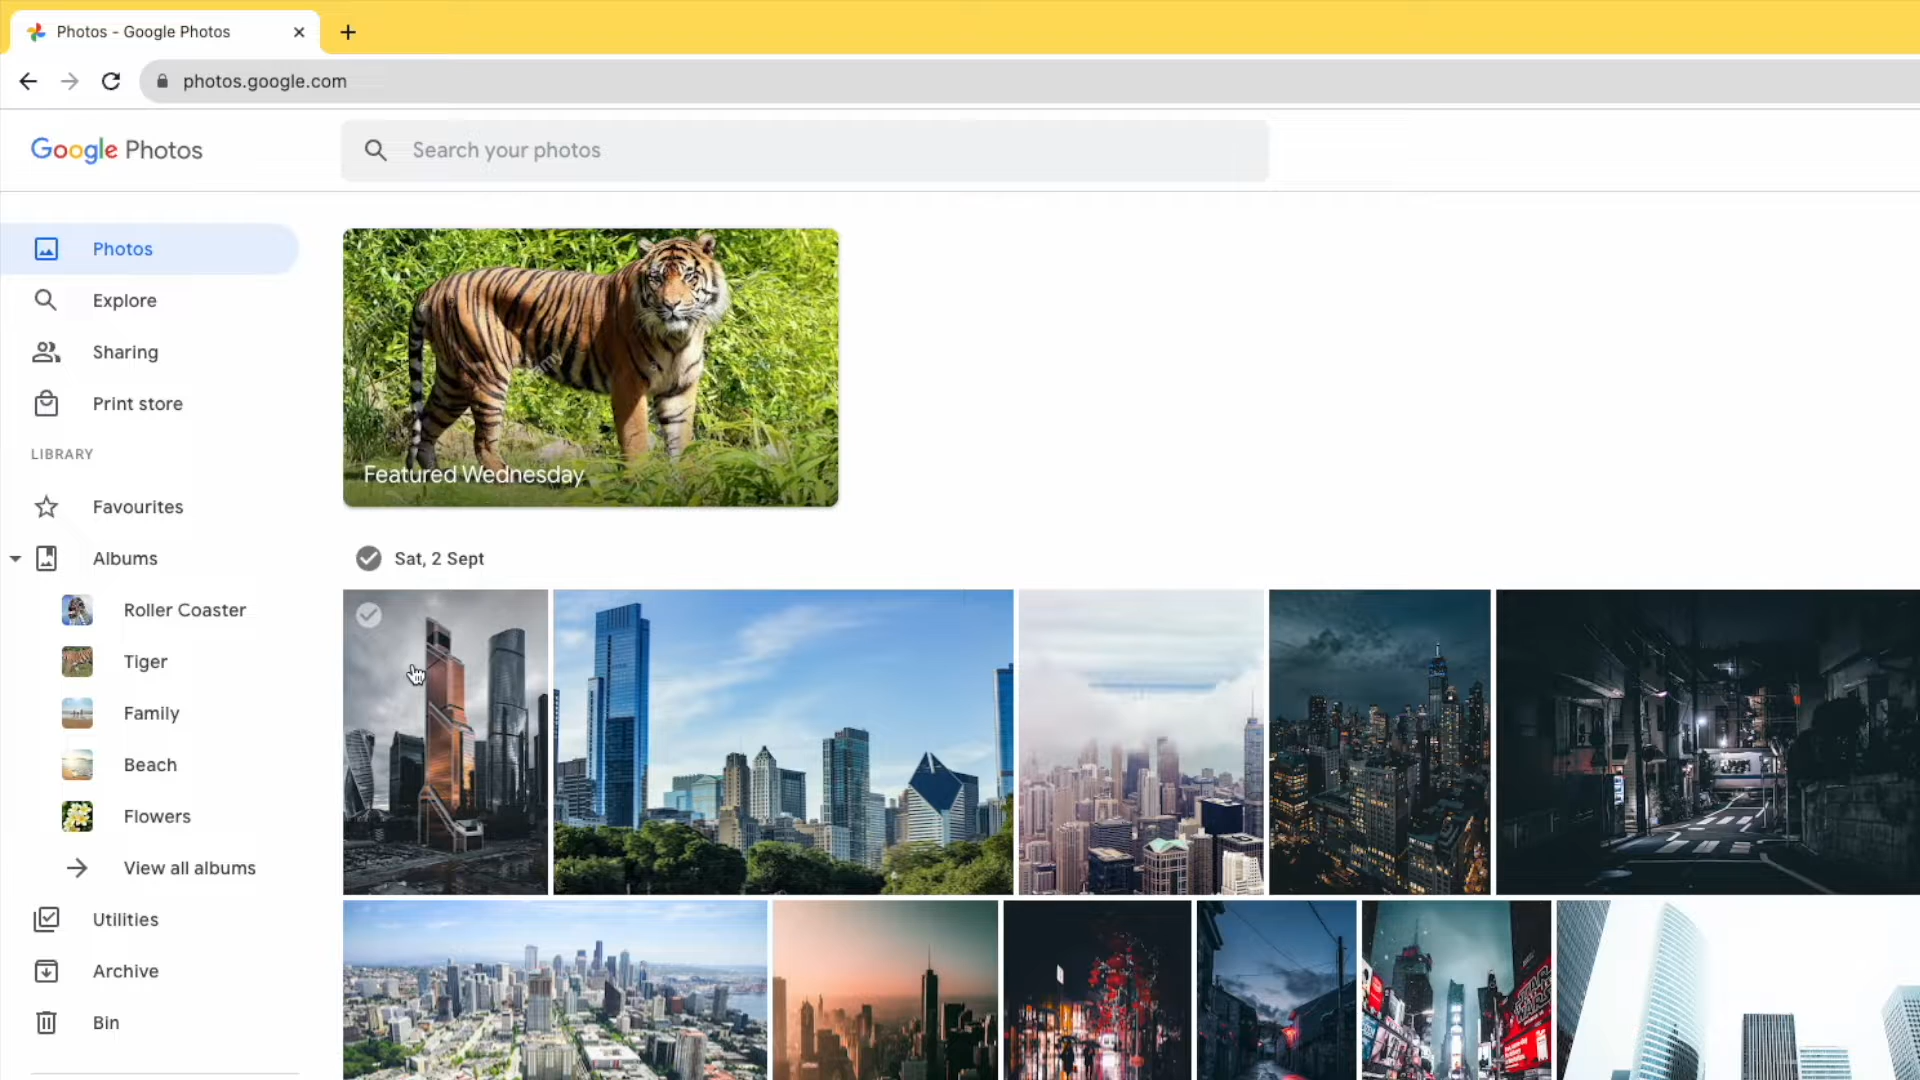 Photos - Google Photos
photos.google.com
Google Photos
Search your photos
Photos
Explore
Sharing
Print store
LIBRARY
Favourites
Albums
Roller Coaster
Tiger
Family
Beach
Flowers
View all albums
Utilities
Archive
Bin
Featured Wednesday
Sat, 2 Sept